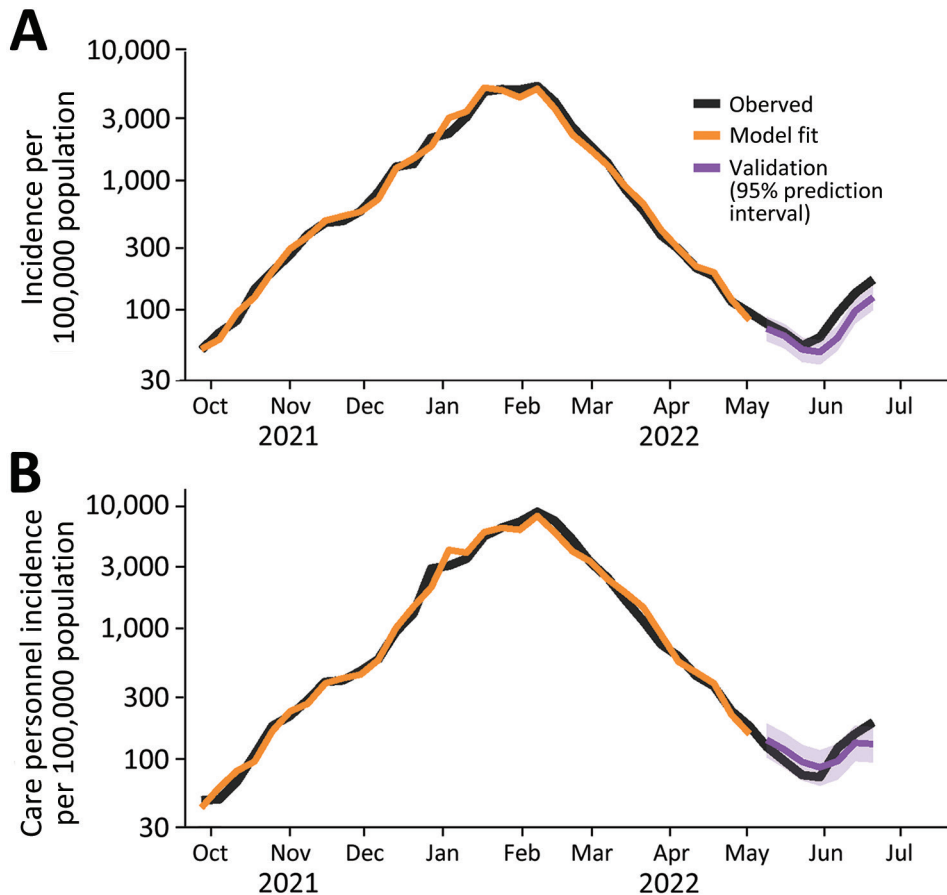 A
Incidence per
100,000 population
10,000
3,000
1,000
300
100
30
Oberved
Model fit
Validation
(95% prediction
interval)
Oct Nov Dec Jan Feb Mar Apr May Jun Jul
2021 2022
B
Care personnel incidence
per 100,000 population
10,000
3,000
1,000
300
100
30
Oct Nov Dec Jan Feb Mar Apr May Jun Jul
2021 2022